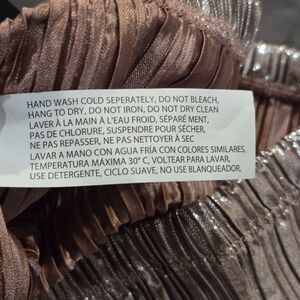 HAND WASH COLD SEPERATELY, DO NOT BLEACH,
HANG TO DRY, DO NOT IRON, DO NOT DRY CLEAN
LAVER À LA MAIN À L'EAU FROID, SÉPARÉ MENT,
PAS DE CHLORURE, SUSPENDRE POUR SÈCHER,
NE PAS REPASSER, NE PAS NETTOYER À SEC
LAVAR A MANO CON AGUA FRÍA CON COLORES SIMILARES,
TEMPERATURA MÁXIMA 30° C, VOLTEAR PARA LAVAR,
USE DETERGENTE, CICLO SUAVE, NO USE BLANQUEADOR,